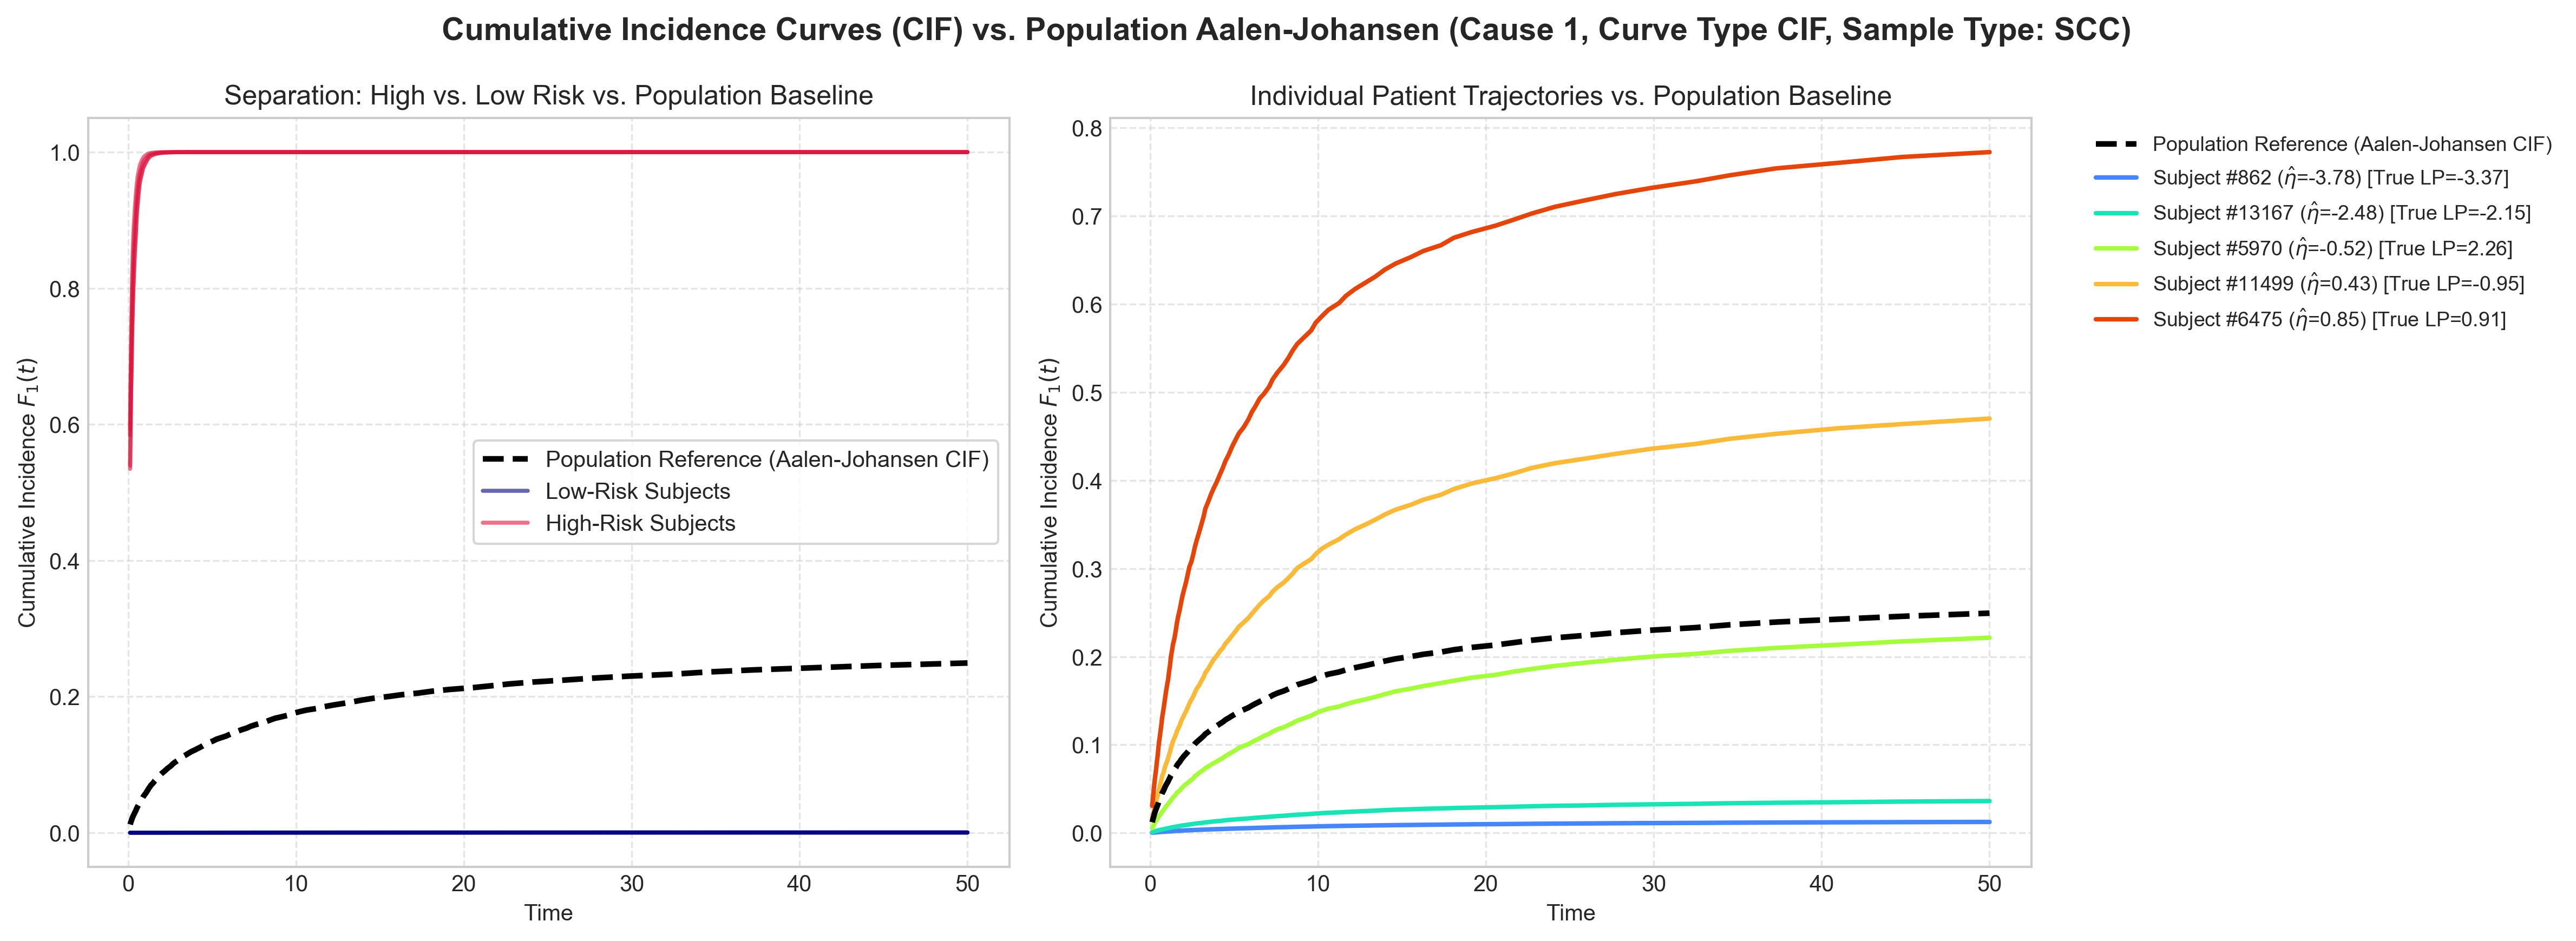 Cumulative Incidence Curves (CIF) vs. Population Aalen-Johansen (Cause 1, Curve Type CIF, Sample Type: SCC)
Separation: High vs. Low Risk vs. Population Baseline
Cumulative Incidence F₁(t)
1.0
0.8
0.6
0.4
0.2
0.0
Population Reference (Aalen-Johansen CIF)
Low-Risk Subjects
High-Risk Subjects
0 10 20 30 40 50
Time
Individual Patient Trajectories vs. Population Baseline
Cumulative Incidence F₁(t)
0.8
0.7
0.6
0.5
0.4
0.3
0.2
0.1
0.0
0 10 20 30 40 50
Time
Population Reference (Aalen-Johansen CIF)
Subject #862 (η̂=-3.78) [True LP=-3.37]
Subject #13167 (η̂=-2.48) [True LP=-2.15]
Subject #5970 (η̂=-0.52) [True LP=2.26]
Subject #11499 (η̂=0.43) [True LP=-0.95]
Subject #6475 (η̂=0.85) [True LP=0.91]